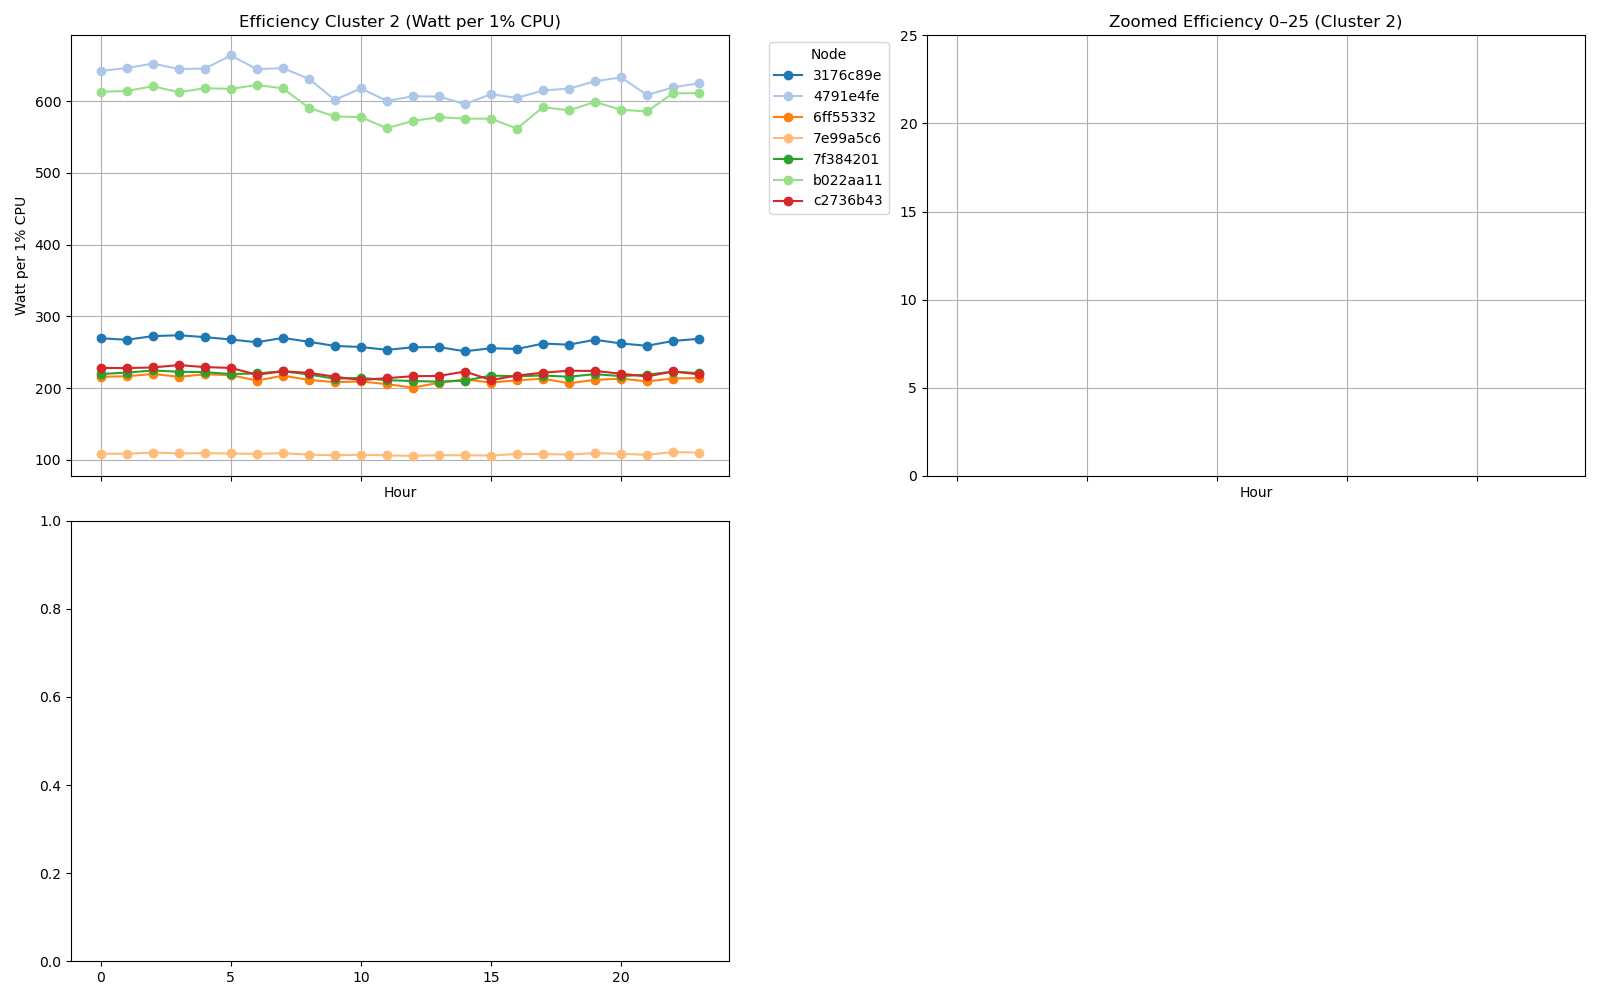 Efficiency Cluster 2 (Watt per 1% CPU)
600
500
400
300
200
100
Watt per 1% CPU
Hour
Node
3176c89e
4791e4fe
6ff55332
7e99a5c6
7f384201
b022aa11
c2736b43
Zoomed Efficiency 0–25 (Cluster 2)
25
20
15
10
5
0
Hour
1.0
0.8
0.6
0.4
0.2
0.0
0 5 10 15 20